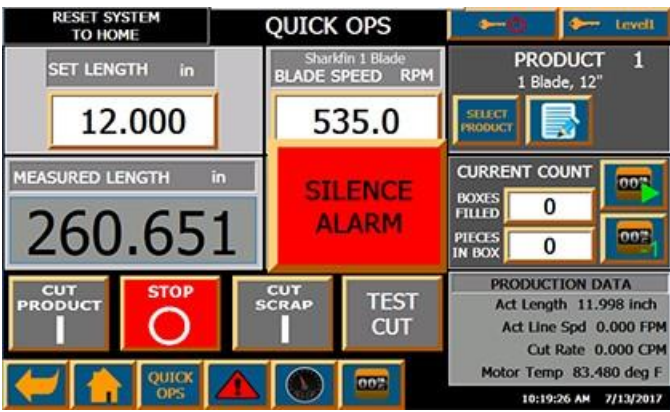 RESET SYSTEM
TO HOME
QUICK OPS
Level1
SET LENGTH in
12.000
Sharkfin 1 Blade
BLADE SPEED RPM
535.0
PRODUCT 1
1 Blade, 12"
SELECT
PRODUCT
MEASURED LENGTH in
260.651
SILENCE
ALARM
CURRENT COUNT
BOXES
FILLED
0
PIECES
IN BOX
0
002
002
CUT
PRODUCT
STOP
CUT
SCRAP
TEST
CUT
PRODUCTION DATA
Act Length 11.998 inch
Act Line Spd 0.000 FPM
Cut Rate 0.000 CPM
Motor Temp 83.480 deg F
QUICK
OPS
002
10:19:26 AM 7/13/2017